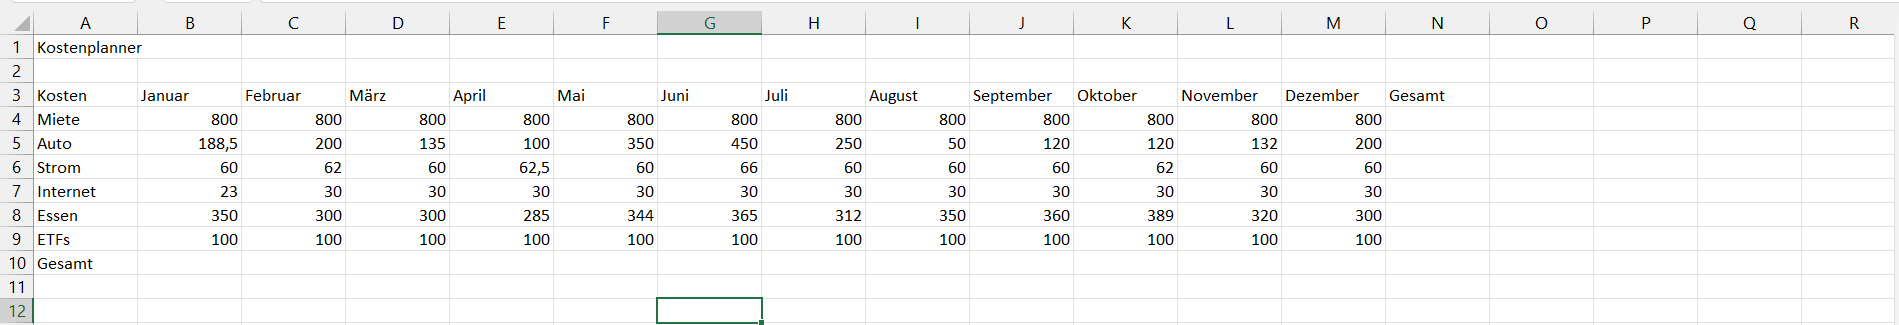 A B C D E F G H I J K L M N O P Q R
1 Kostenplanner
2
3 Kosten Januar Februar März April Mai Juni Juli August September Oktober November Dezember Gesamt
4 Miete 800 800 800 800 800 800 800 800 800 800 800 800
5 Auto 188,5 200 135 100 350 450 250 50 120 120 132 200
6 Strom 60 62 60 62,5 60 66 60 60 60 62 60 60
7 Internet 23 30 30 30 30 30 30 30 30 30 30 30
8 Essen 350 300 300 285 344 365 312 350 360 389 320 300
9 ETFs 100 100 100 100 100 100 100 100 100 100 100 100
10 Gesamt
11
12